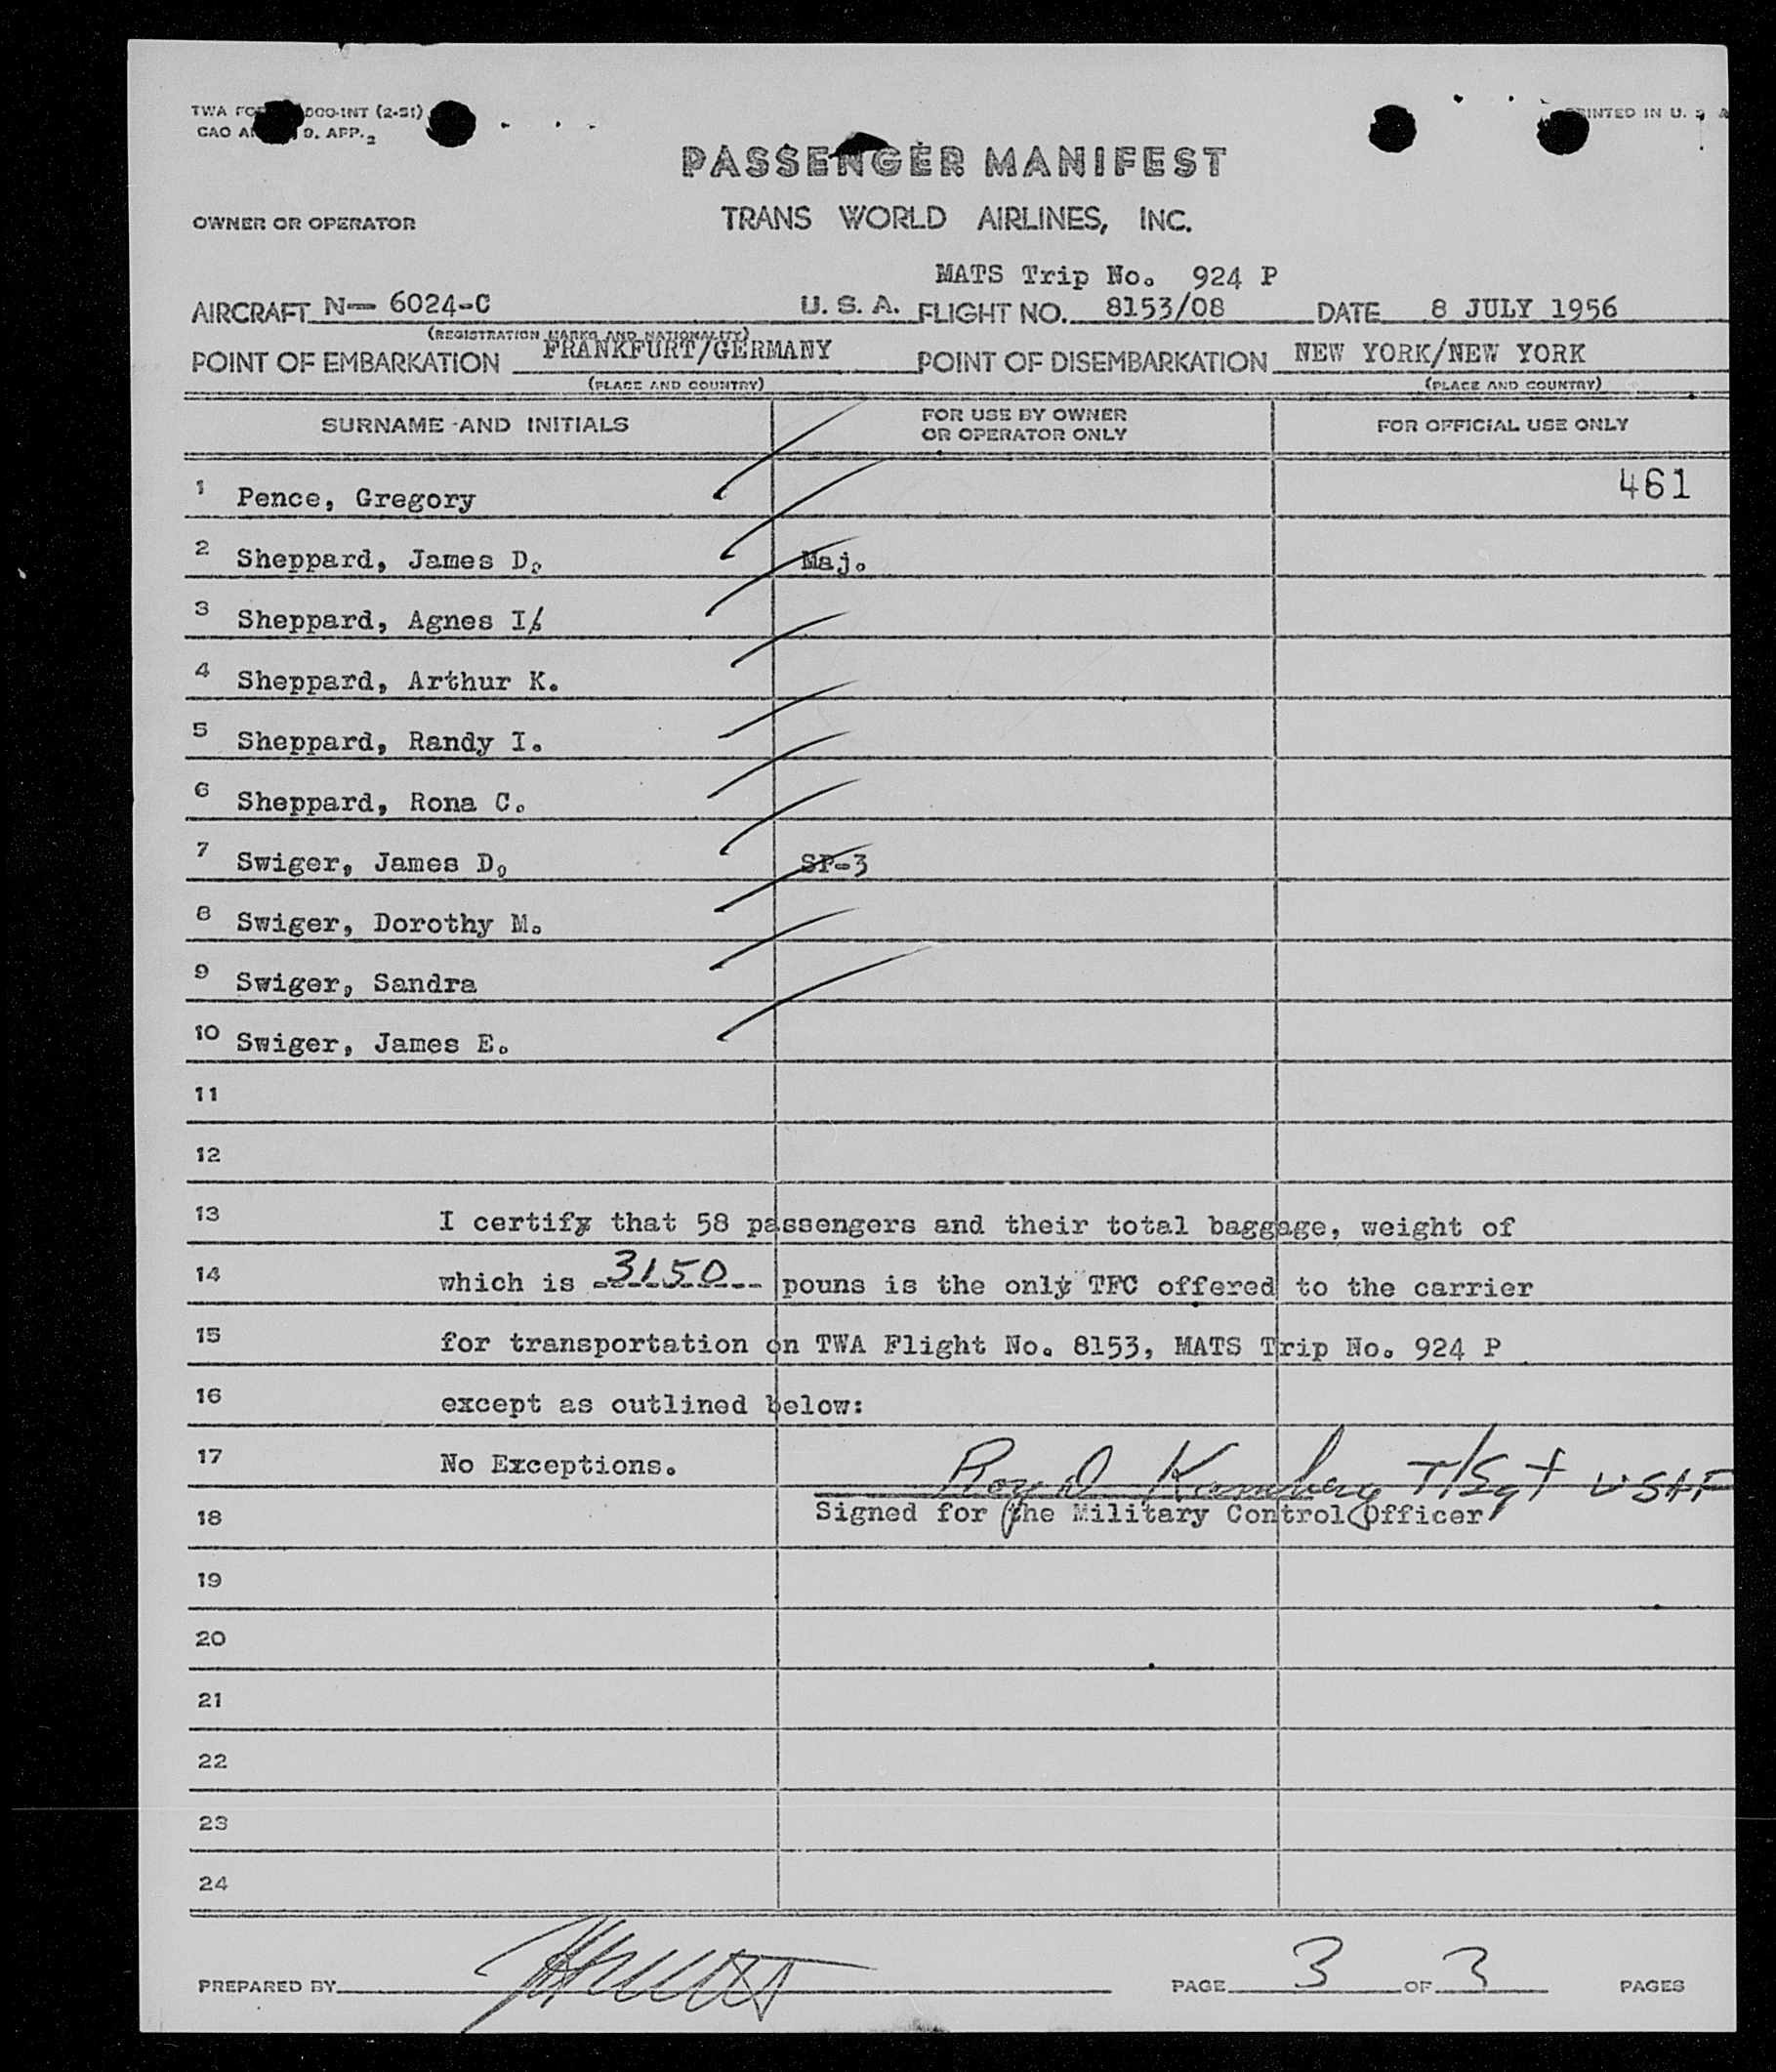 TWA FOR 000-INT (2-51)
PRINTED IN U. S. A
CAO AN 9. APP. 2
PASSENGER MANIFEST
OWNER OR OPERATOR TRANS WORLD AIRLINES, INC.
MATS Trip No. 924 P
AIRCRAFT N— 6024-C U. S. A. FLIGHT NO. 8153/08 DATE 8 JULY 1956
(REGISTRATION MARKS AND NATIONALITY)
POINT OF EMBARKATION FRANKFURT/GERMANY POINT OF DISEMBARKATION NEW YORK/NEW YORK
(PLACE AND COUNTRY) (PLACE AND COUNTRY)
SURNAME AND INITIALS FOR USE BY OWNER OR OPERATOR ONLY FOR OFFICIAL USE ONLY
1 Pence, Gregory 461
2 Sheppard, James D. Maj.
3 Sheppard, Agnes I.
4 Sheppard, Arthur K.
5 Sheppard, Randy I.
6 Sheppard, Rona C.
7 Swiger, James D. SP-3
8 Swiger, Dorothy M.
9 Swiger, Sandra
10 Swiger, James E.
11
12
13 I certify that 58 passengers and their total baggage, weight of
14 which is 3150 pouns is the only TFC offered to the carrier
15 for transportation on TWA Flight No. 8153, MATS Trip No. 924 P
16 except as outlined below:
17 No Exceptions. Roy D T/Sgt USAF
18 Signed for the Military Control Officer
19
20
21
22
23
24
PREPARED BY PAGE 3 OF 3 PAGES